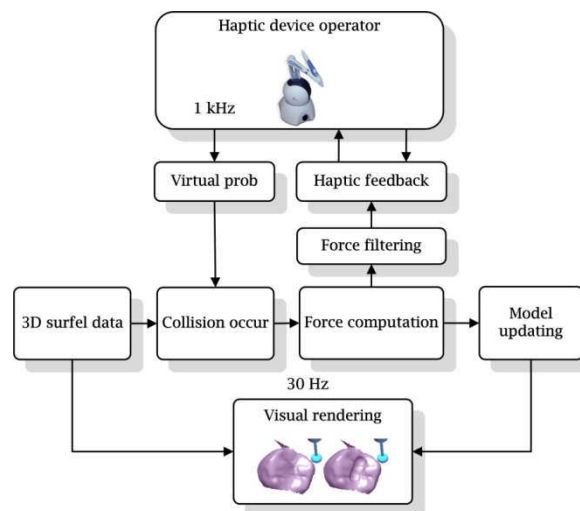 Haptic device operator
1 kHz
Virtual prob
Haptic feedback
Force filtering
3D surfel data
Collision occur
Force computation
Model
updating
30 Hz
Visual rendering